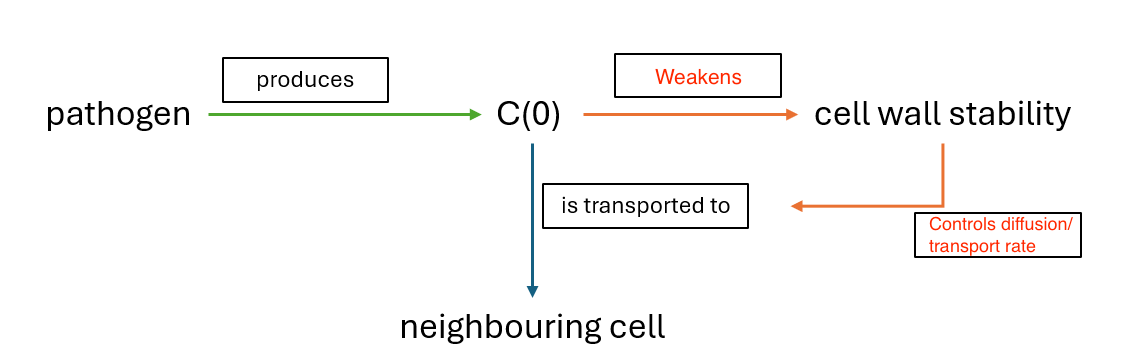 produces
Weakens
pathogen
C(0)
cell wall stability
is transported to
Controls diffusion/
transport rate
neighbouring cell